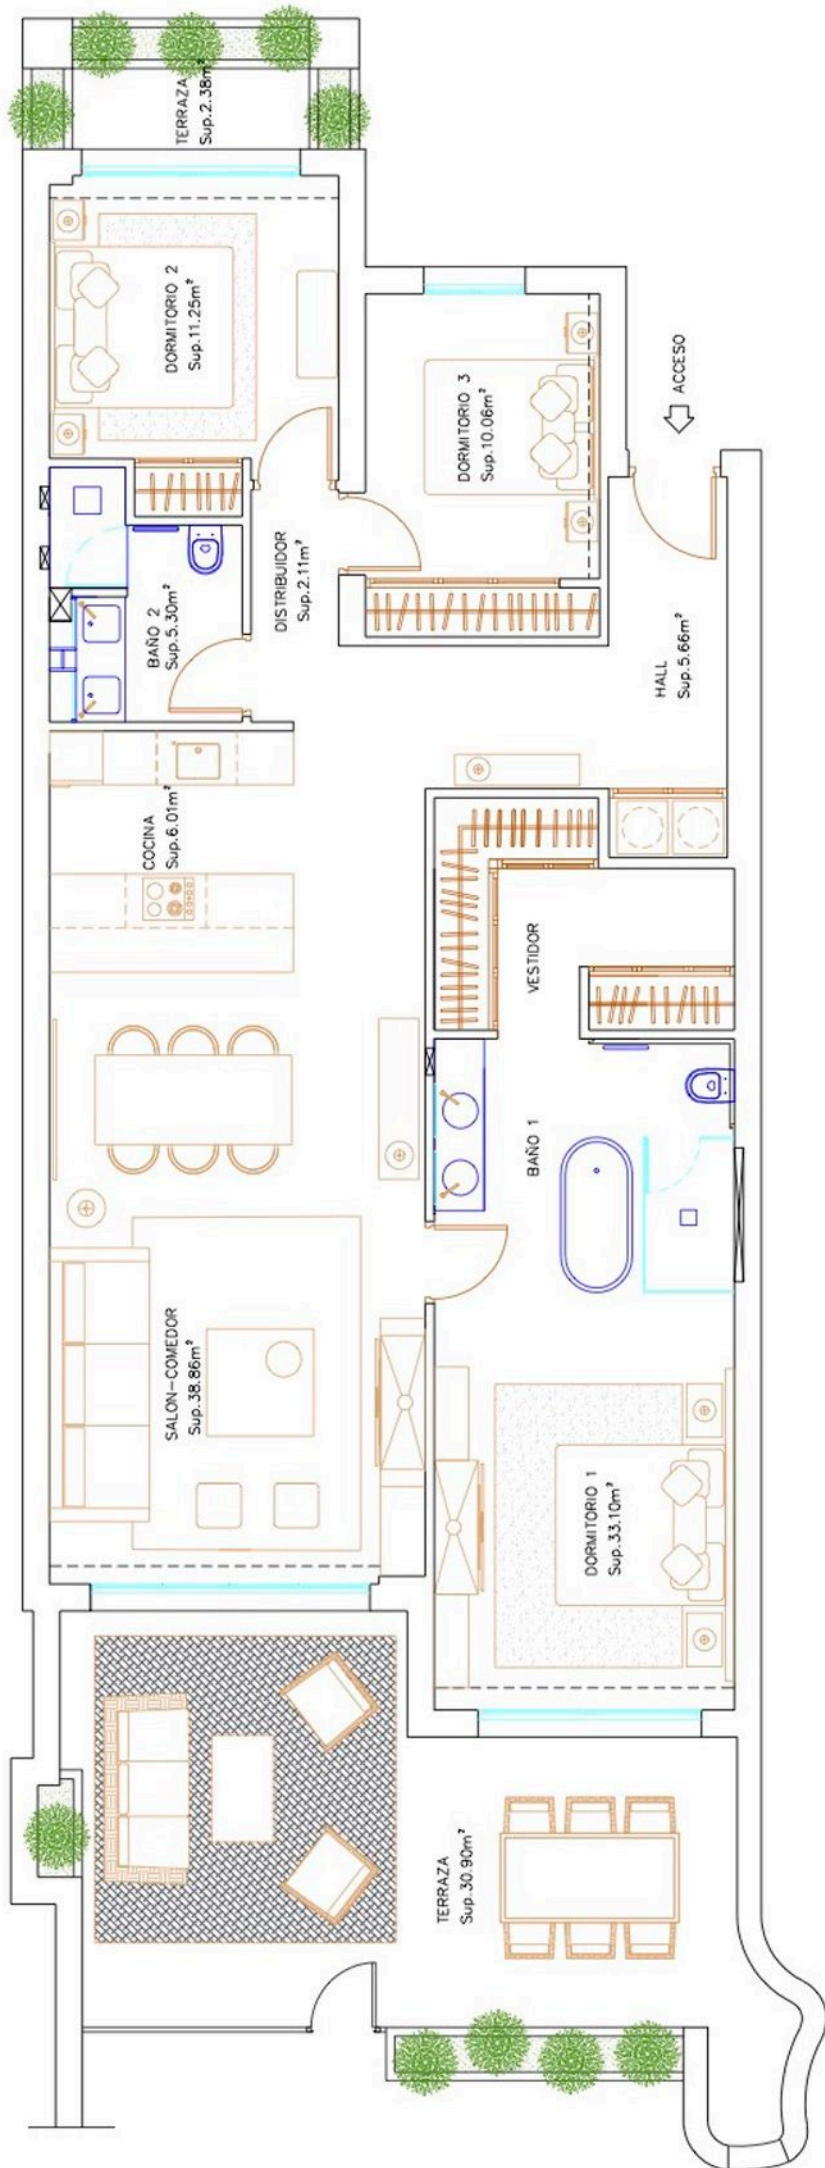 TERRAZA
Sup.2.38m²
DORMITORIO 2
Sup.11.25m²
DORMITORIO 3
Sup.10.06m²
ACCESO
BAÑO 2
Sup.5.30m²
DISTRIBUIDOR
Sup.2.11m²
HALL
Sup.5.66m²
COCINA
Sup.6.01m²
VESTIDOR
BAÑO 1
SALON-COMEDOR
Sup.38.86m²
DORMITORIO 1
Sup.33.10m²
TERRAZA
Sup.30.90m²